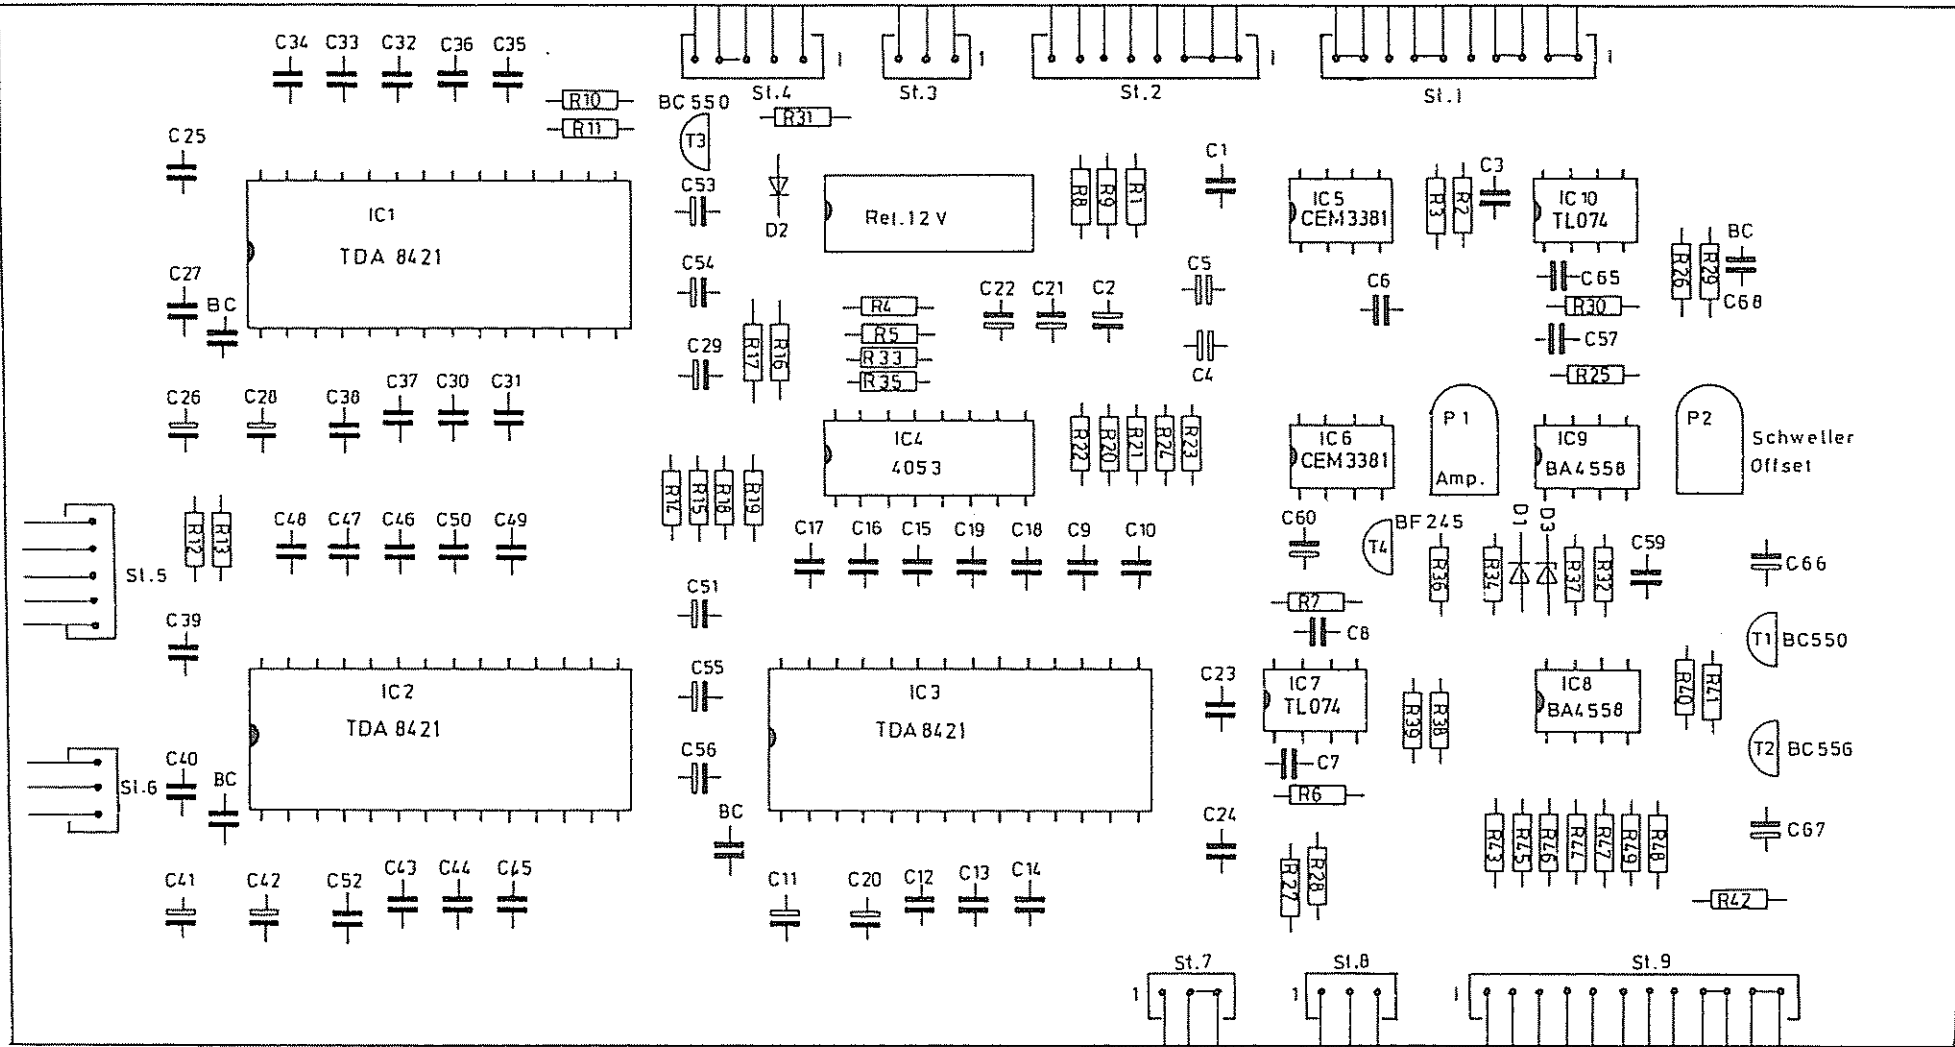 C34 C33 C32 C36 C35
R10
R11
BC 550
T3
St.4
1
R31
St.3
1
St.2
1
St.1
1
C25
IC1
TDA 8421
C53
D2
Rel.12 V
R8
R9
R1
C1
IC5
CEM3381
R3
R2
C3
IC10
TL074
R26
R29
BC
C68
C27
BC
C54
C29
R17
R16
R4
R5
R33
R35
C22 C21 C2
C5
C4
C6
C65
R30
C57
R25
C26 C28 C38 C37 C30 C31
IC4
4053
R22
R20
R21
R24
R23
IC6
CEM3381
P1
Amp.
IC9
BA4558
P2
Schweller
Offset
St.5
R12
R13
C48 C47 C46 C50 C49
R14
R15
R18
R19
C17 C16 C15 C19 C18 C9 C10
C60
T4
BF 245
R36
R34
D1
D3
R37
R32
C59
C66
C39
C51
R7
C8
T1
BC550
IC2
TDA 8421
C55
C56
IC3
TDA 8421
C23
IC7
TL074
C7
R6
R39
R38
IC8
BA4558
R40
R41
T2
BC556
St.6
C40
BC
BC
C24
R27
R28
R43
R45
R46
R44
R47
R49
R48
C67
R42
C41 C42 C52 C43 C44 C45
C11 C20 C12 C13 C14
St.7
1
St.8
1
St.9
1